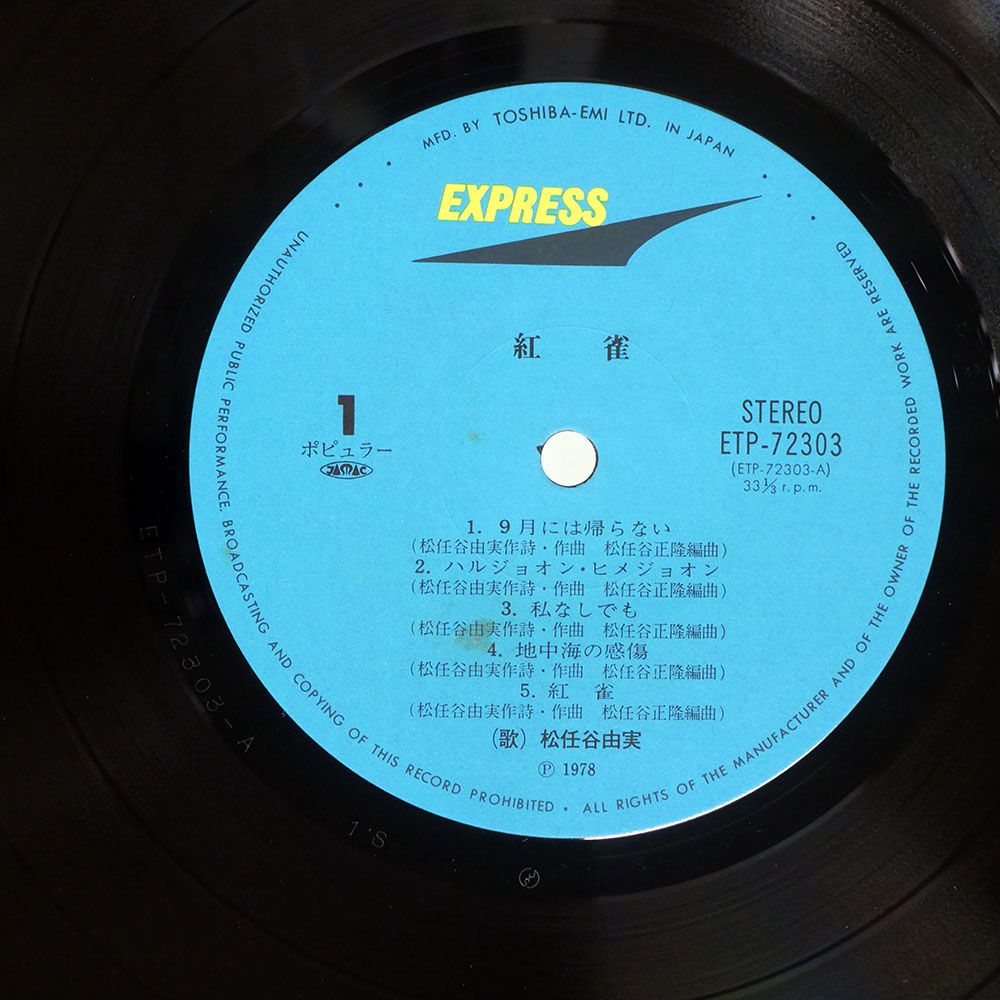 MFD. BY TOSHIBA-EMI LTD. IN JAPAN
EXPRESS
紅 雀
1
ポピュラー
JASRAC
STEREO
ETP-72303
(ETP-72303-A)
33 1/3 r.p.m.
1. 9月には帰らない
(松任谷由実作詩・作曲 松任谷正隆編曲)
2. ハルジョオン・ヒメジョオン
(松任谷由実作詩・作曲 松任谷正隆編曲)
3. 私なしでも
(松任谷由実作詩・作曲 松任谷正隆編曲)
4. 地中海の感傷
(松任谷由実作詩・作曲 松任谷正隆編曲)
5. 紅 雀
(松任谷由実作詩・作曲 松任谷正隆編曲)
(歌) 松任谷由実
Ⓟ 1978
UNAUTHORIZED PUBLIC PERFORMANCE, BROADCASTING AND COPYING OF THIS RECORD PROHIBITED • ALL RIGHTS OF THE MANUFACTURER AND OF THE OWNER OF THE RECORDED WORK ARE RESERVED
ETP-72303-A
1S